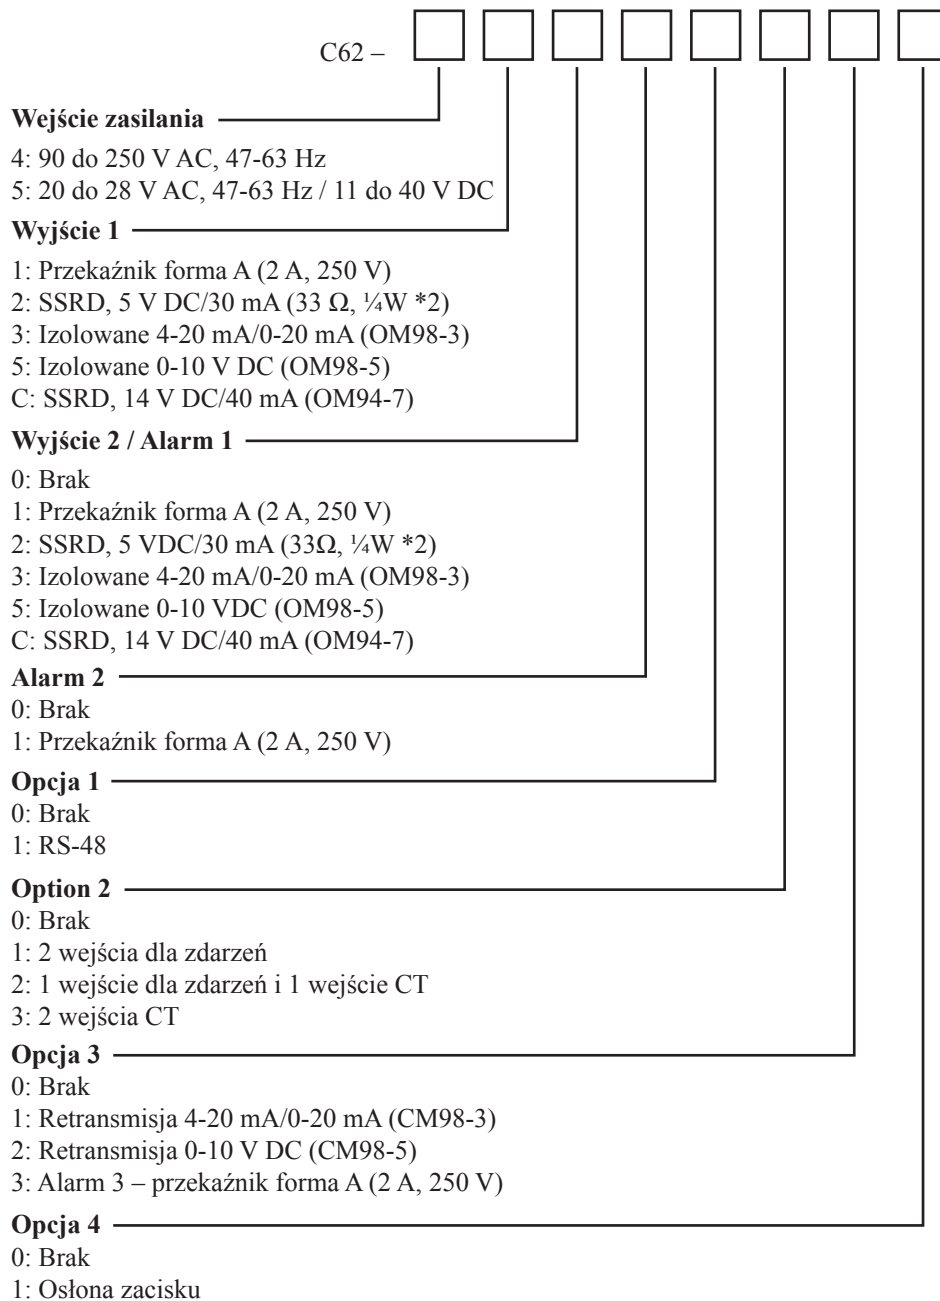 C62 –
Wejście zasilania
4: 90 do 250 V AC, 47-63 Hz
5: 20 do 28 V AC, 47-63 Hz / 11 do 40 V DC
Wyjście 1
1: Przekaźnik forma A (2 A, 250 V)
2: SSRD, 5 V DC/30 mA (33 Ω, ¼W *2)
3: Izolowane 4-20 mA/0-20 mA (OM98-3)
5: Izolowane 0-10 V DC (OM98-5)
C: SSRD, 14 V DC/40 mA (OM94-7)
Wyjście 2 / Alarm 1
0: Brak
1: Przekaźnik forma A (2 A, 250 V)
2: SSRD, 5 VDC/30 mA (33Ω, ¼W *2)
3: Izolowane 4-20 mA/0-20 mA (OM98-3)
5: Izolowane 0-10 VDC (OM98-5)
C: SSRD, 14 V DC/40 mA (OM94-7)
Alarm 2
0: Brak
1: Przekaźnik forma A (2 A, 250 V)
Opcja 1
0: Brak
1: RS-48
Option 2
0: Brak
1: 2 wejścia dla zdarzeń
2: 1 wejście dla zdarzeń i 1 wejście CT
3: 2 wejścia CT
Opcja 3
0: Brak
1: Retransmisja 4-20 mA/0-20 mA (CM98-3)
2: Retransmisja 0-10 V DC (CM98-5)
3: Alarm 3 – przekaźnik forma A (2 A, 250 V)
Opcja 4
0: Brak
1: Osłona zacisku